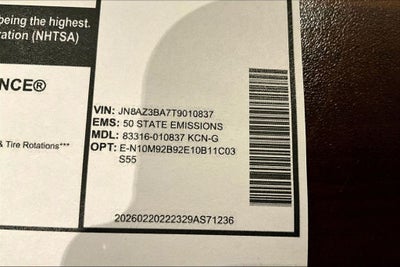 being the highest.
ration (NHTSA)
NCE®
& Tire Rotations***
VIN: JN8AZ3BA7T9010837
EMS: 50 STATE EMISSIONS
MDL: 83316-010837 KCN-G
OPT: E-N10M92B92E10B11C03
S55
20260220222329AS71236